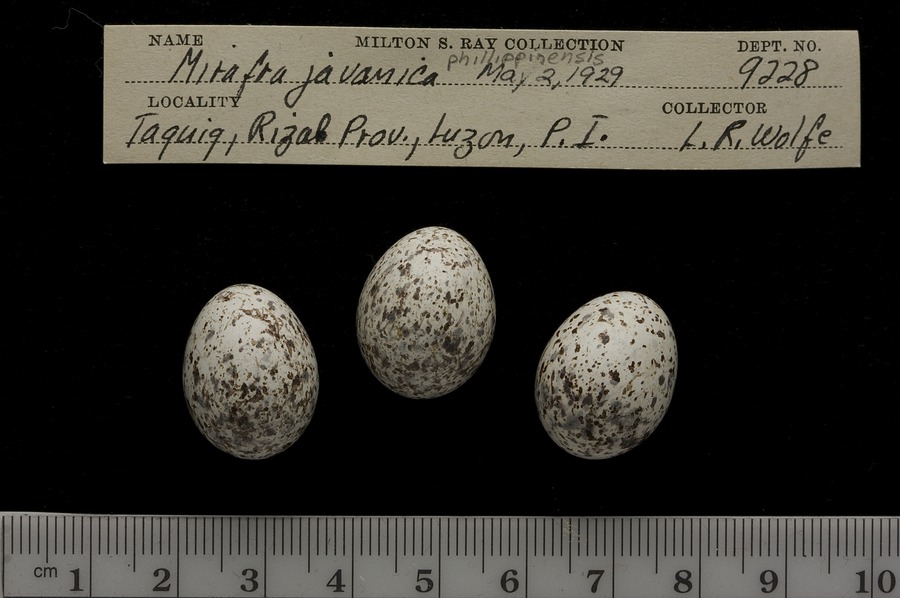 NAME MILTON S. RAY COLLECTION DEPT. NO.
phillippinensis
Mirafra javanica May 2, 1929 9228
LOCALITY COLLECTOR
Taquig, Rizal Prov., Luzon, P. I. L. R. Wolfe
cm 1 2 3 4 5 6 7 8 9 10